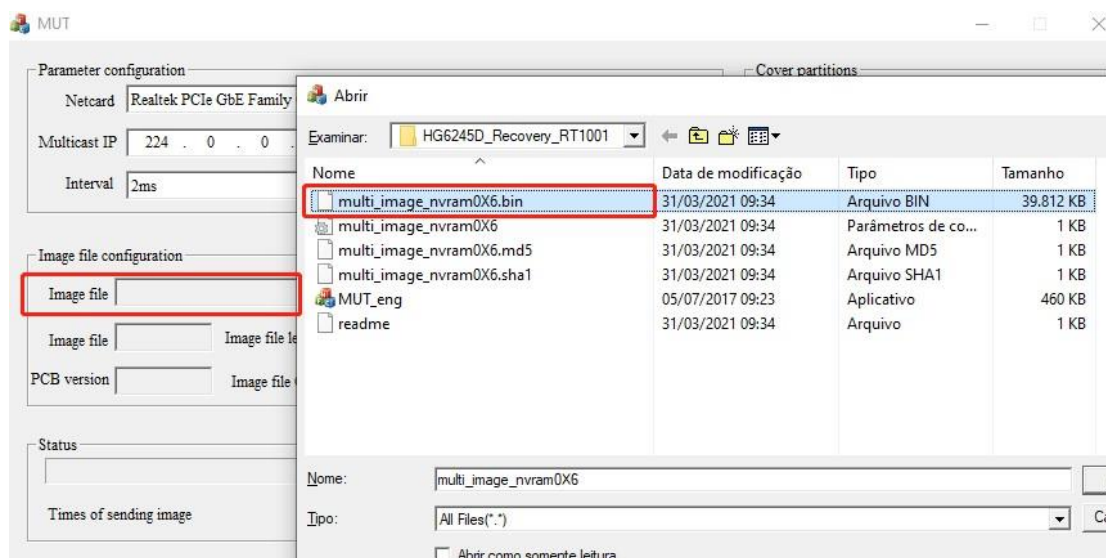 MUT
Parameter configuration
Netcard Realtek PCIe GbE Family
Multicast IP 224 . 0 . 0 .
Interval 2ms
Cover partitions
Image file configuration
Image file
Image file Image file le
PCB version Image file
Status
Times of sending image
Abrir
Examinar: HG6245D_Recovery_RT1001
Nome Data de modificação Tipo Tamanho
multi_image_nvram0X6.bin 31/03/2021 09:34 Arquivo BIN 39.812 KB
multi_image_nvram0X6 31/03/2021 09:34 Parâmetros de co... 1 KB
multi_image_nvram0X6.md5 31/03/2021 09:34 Arquivo MD5 1 KB
multi_image_nvram0X6.sha1 31/03/2021 09:34 Arquivo SHA1 1 KB
MUT_eng 05/07/2017 09:23 Aplicativo 460 KB
readme 31/03/2021 09:34 Arquivo 1 KB
Nome: multi_image_nvram0X6
Tipo: All Files(*.*) Ca
Abrir como somente leitura